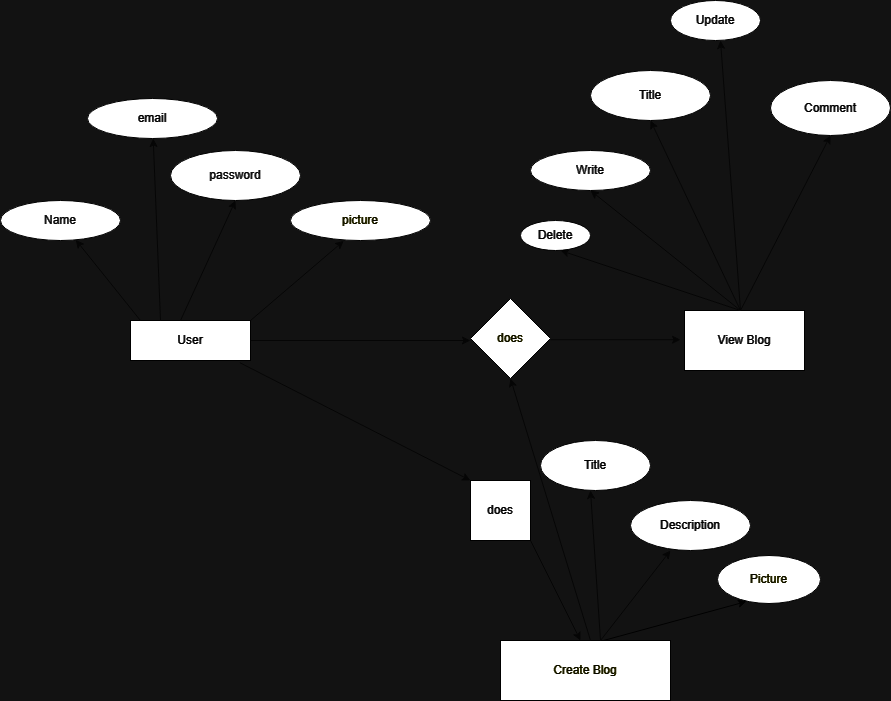 Update
Title
Comment
email
Write
password
Name
picture
Delete
User
does
View Blog
Title
does
Description
Picture
Create Blog